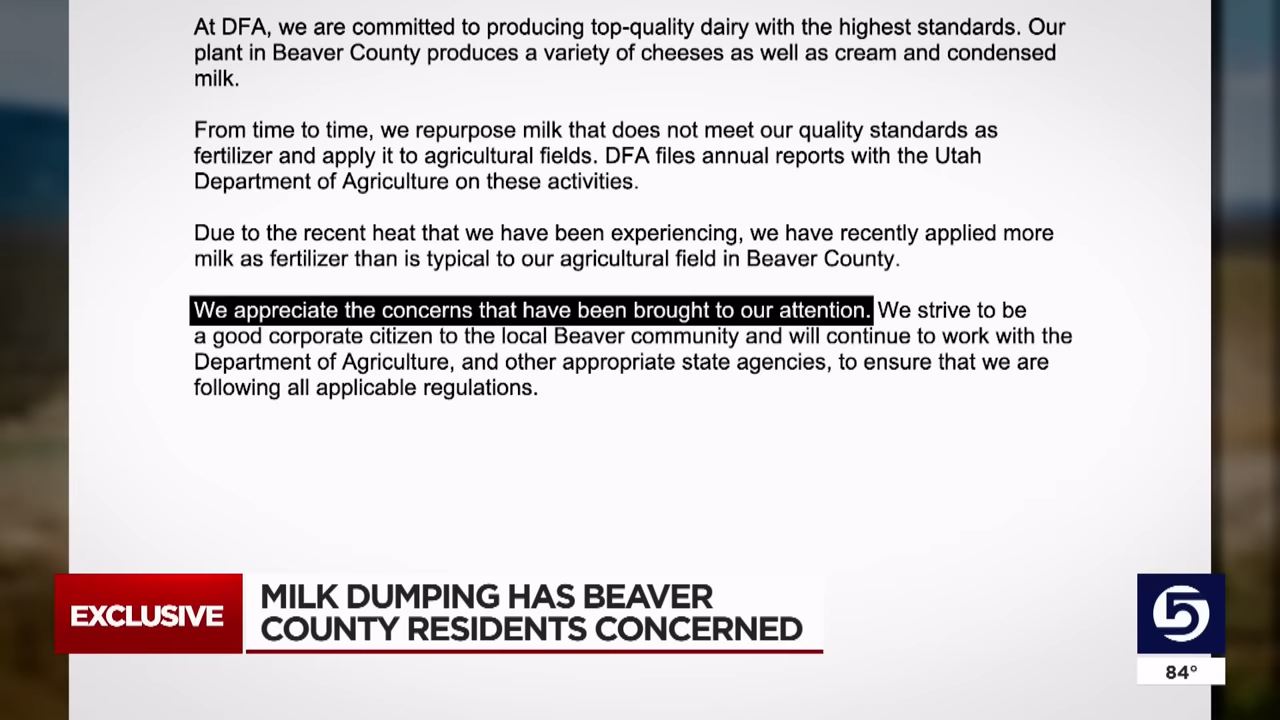 At DFA, we are committed to producing top-quality dairy with the highest standards. Our
plant in Beaver County produces a variety of cheeses as well as cream and condensed
milk.
From time to time, we repurpose milk that does not meet our quality standards as
fertilizer and apply it to agricultural fields. DFA files annual reports with the Utah
Department of Agriculture on these activities.
Due to the recent heat that we have been experiencing, we have recently applied more
milk as fertilizer than is typical to our agricultural field in Beaver County.
We appreciate the concerns that have been brought to our attention. We strive to be
a good corporate citizen to the local Beaver community and will continue to work with the
Department of Agriculture, and other appropriate state agencies, to ensure that we are
following all applicable regulations.
EXCLUSIVE
MILK DUMPING HAS BEAVER
COUNTY RESIDENTS CONCERNED
5
84°